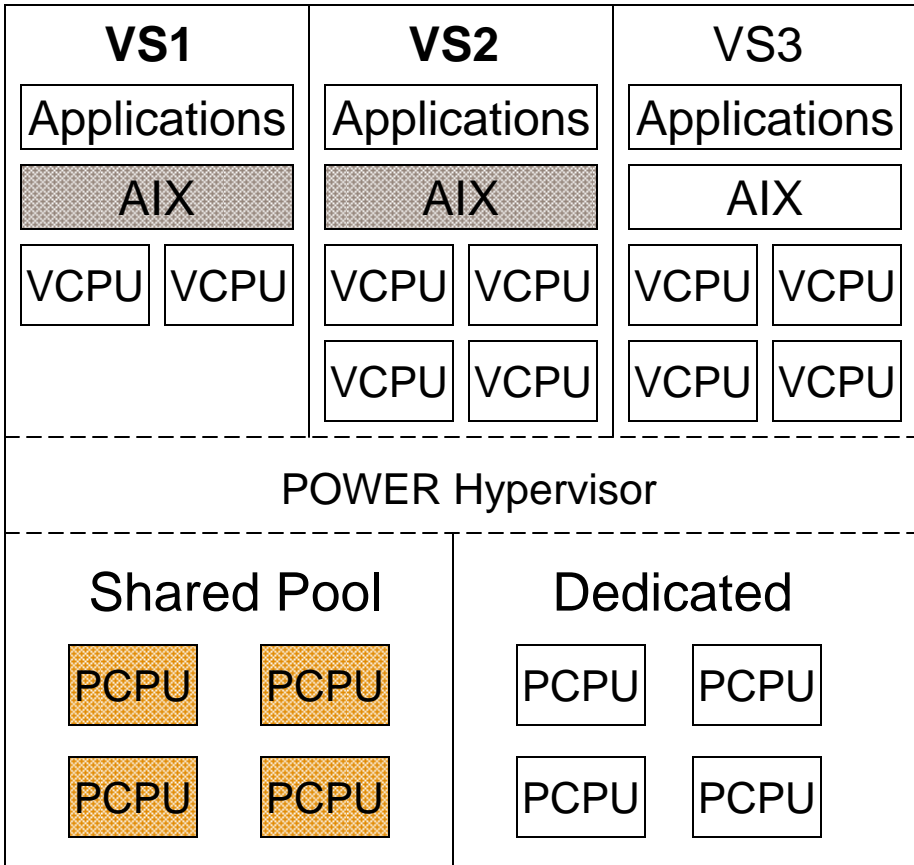 VS1 VS2 VS3
Applications Applications Applications
AIX AIX AIX
VCPU VCPU VCPU VCPU VCPU VCPU
VCPU VCPU VCPU VCPU
POWER Hypervisor
Shared Pool Dedicated
PCPU PCPU PCPU PCPU
PCPU PCPU PCPU PCPU